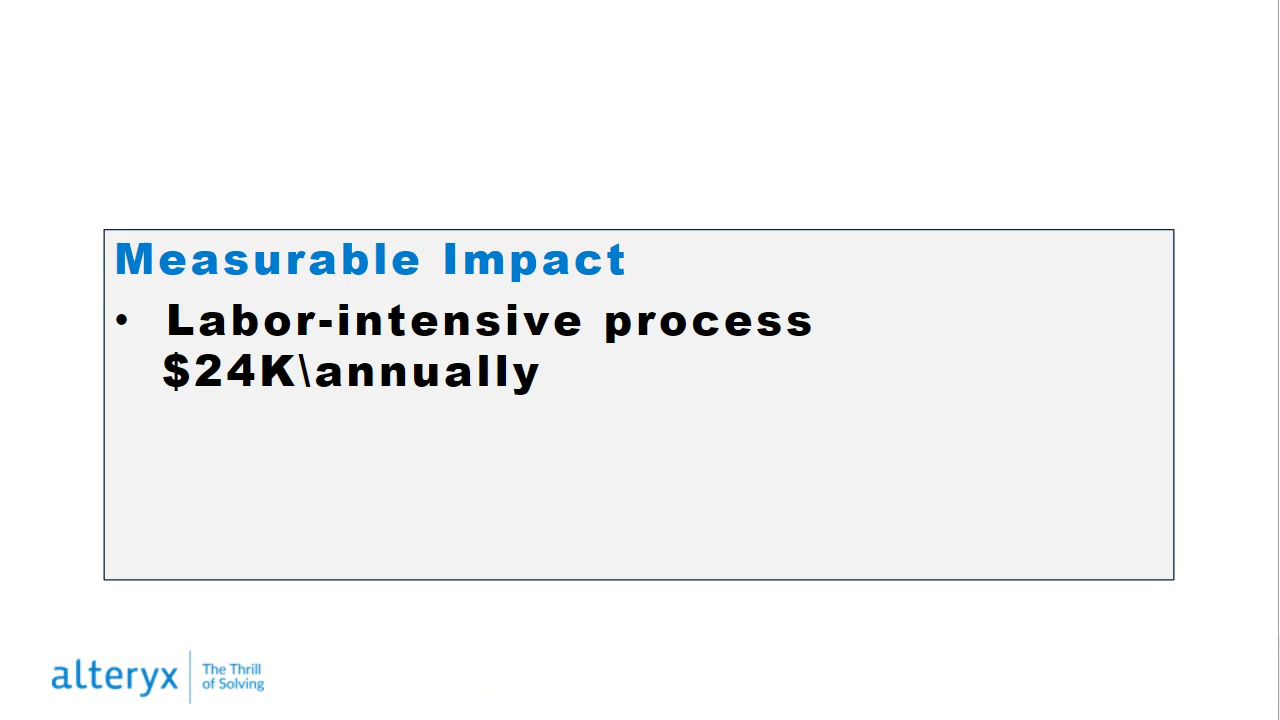 Measurable Impact
• Labor-intensive process
$24K\annually
alteryx
The Thrill
of Solving